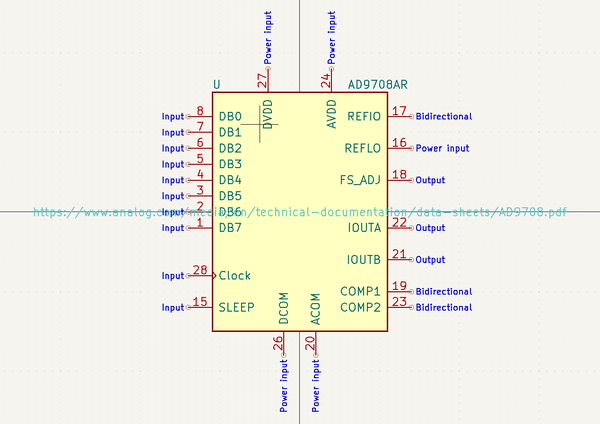 Power input
Power input
27
24
U
AD9708AR
DVDD
AVDD
Input 8 DB0
REFIO 17 Bidirectional
Input 7 DB1
Input 6 DB2
REFLO 16 Power input
Input 5 DB3
Input 4 DB4
FS_ADJ 18 Output
Input 3 DB5
Input 2 DB6
https://www.analog.com/media/en/technical-documentation/data-sheets/AD9708.pdf
Input 1 DB7
IOUTA 22 Output
IOUTB 21 Output
Input 28 Clock
COMP1 19 Bidirectional
Input 15 SLEEP
COMP2 23 Bidirectional
DCOM
ACOM
26
20
Power input
Power input